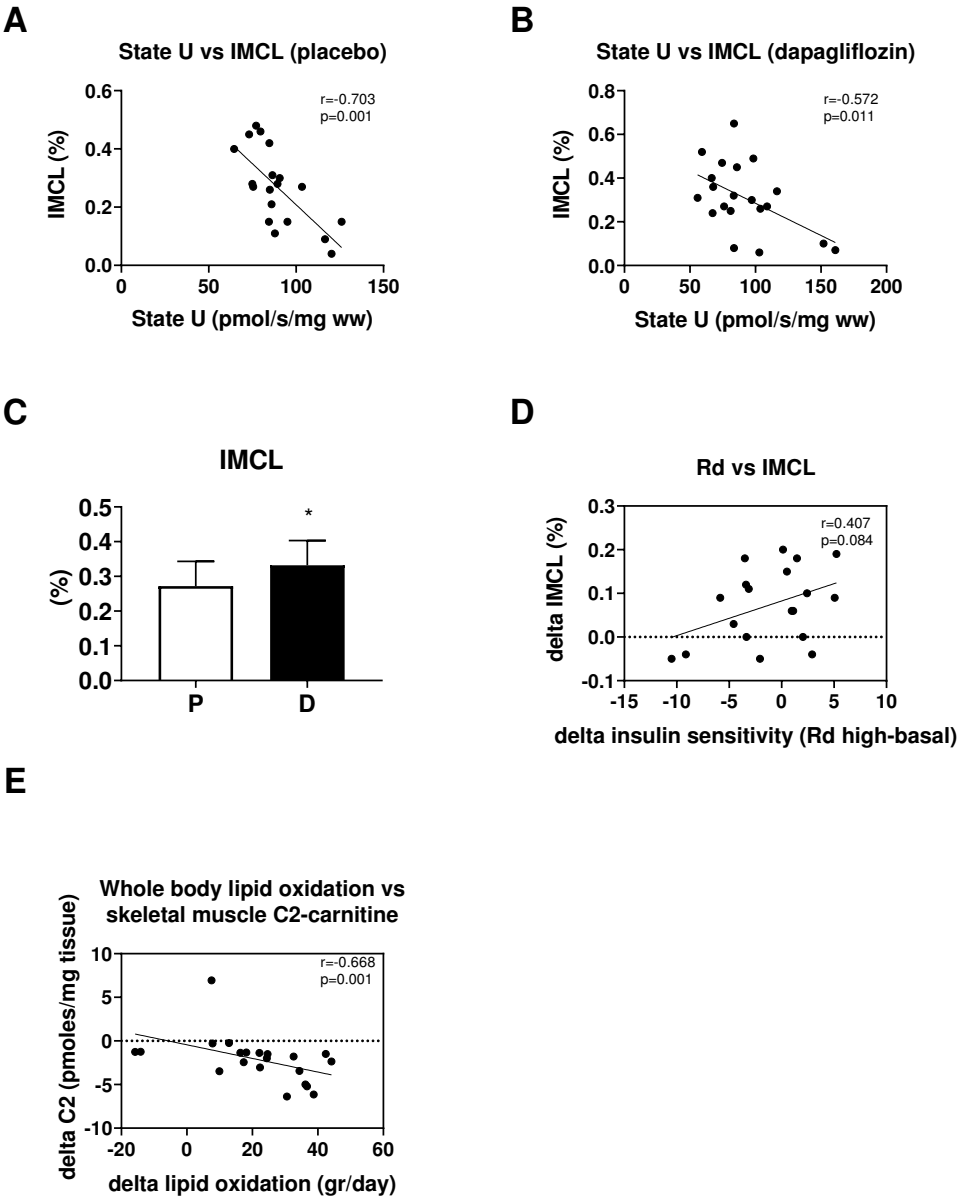 A
State U vs IMCL (placebo)
r=-0.703
p=0.001
IMCL (%)
0.6
0.4
0.2
0.0
0 50 100 150
State U (pmol/s/mg ww)
B
State U vs IMCL (dapagliflozin)
r=-0.572
p=0.011
IMCL (%)
0.8
0.6
0.4
0.2
0.0
0 50 100 150 200
State U (pmol/s/mg ww)
C
IMCL
(%)
0.5
0.4
0.3
0.2
0.1
0.0
*
P D
D
Rd vs IMCL
r=0.407
p=0.084
delta IMCL (%)
0.3
0.2
0.1
0.0
-0.1
-15 -10 -5 0 5 10
delta insulin sensitivity (Rd high-basal)
E
Whole body lipid oxidation vs
skeletal muscle C2-carnitine
r=-0.668
p=0.001
delta C2 (pmoles/mg tissue)
10
5
0
-5
-10
-20 0 20 40 60
delta lipid oxidation (gr/day)